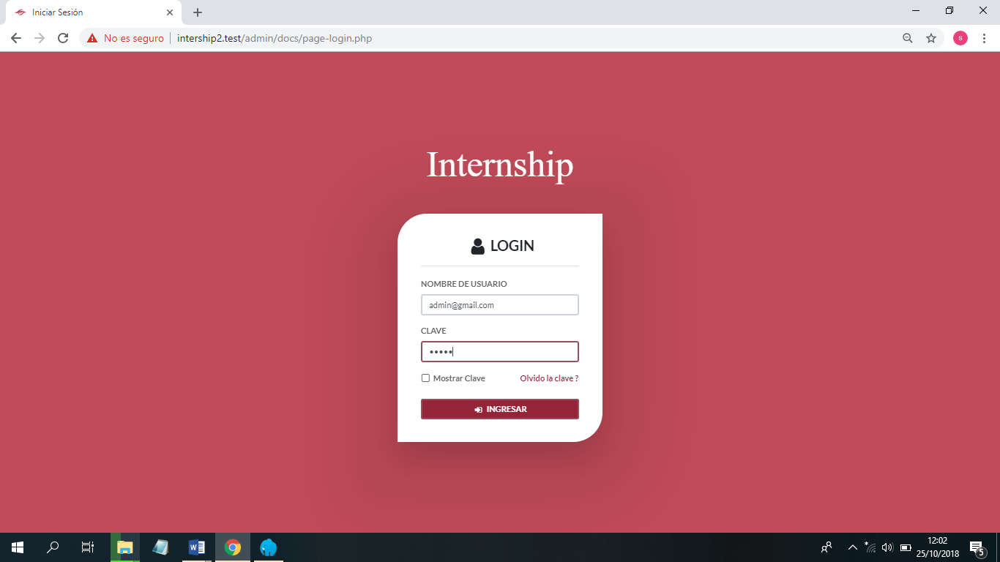 Iniciar Sesión
No es seguro
intership2.test/admin/docs/page-login.php
s
Internship
LOGIN
NOMBRE DE USUARIO
admin@gmail.com
CLAVE
•••••
Mostrar Clave
Olvido la clave ?
INGRESAR
12:02
25/10/2018
5